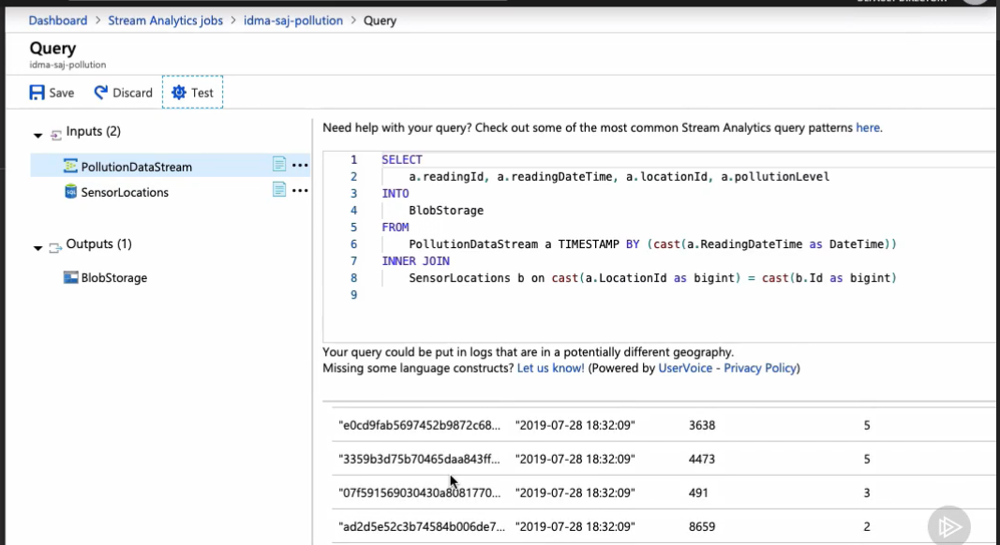 Dashboard > Stream Analytics jobs > idma-saj-pollution > Query
Query
idma-saj-pollution
Save Discard Test
Inputs (2)
PollutionDataStream
SensorLocations
Outputs (1)
BlobStorage
Need help with your query? Check out some of the most common Stream Analytics query patterns here.
1 SELECT
2 a.readingId, a.readingDateTime, a.locationId, a.pollutionLevel
3 INTO
4 BlobStorage
5 FROM
6 PollutionDataStream a TIMESTAMP BY (cast(a.ReadingDateTime as DateTime))
7 INNER JOIN
8 SensorLocations b on cast(a.LocationId as bigint) = cast(b.Id as bigint)
9
Your query could be put in logs that are in a potentially different geography.
Missing some language constructs? Let us know! (Powered by UserVoice - Privacy Policy)
"e0cd9fab5697452b9872c68... "2019-07-28 18:32:09" 3638 5
"3359b3d75b70465daa843ff... "2019-07-28 18:32:09" 4473 5
"07f591569030430a8081770... "2019-07-28 18:32:09" 491 3
"ad2d5e52c3b74584b006de7... "2019-07-28 18:32:09" 8659 2